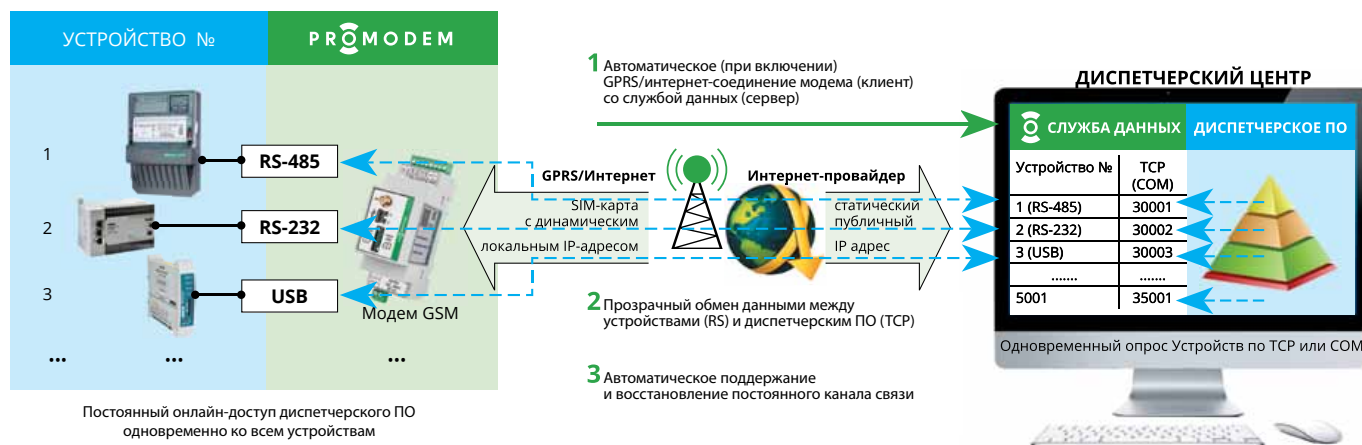 УСТРОЙСТВО №
PROMODEM
1
RS-485
2
RS-232
3
USB
Модем GSM
...
...
...
Постоянный онлайн-доступ диспетчерского ПО
одновременно ко всем устройствам
1 Автоматическое (при включении)
GPRS/интернет-соединение модема (клиент)
со службой данных (сервер)
GPRS/Интернет
SIM-карта
с динамическим
локальным IP-адресом
Интернет-провайдер
статический
публичный
IP адрес
2 Прозрачный обмен данными между
устройствами (RS) и диспетчерским ПО (TCP)
3 Автоматическое поддержание
и восстановление постоянного канала связи
ДИСПЕТЧЕРСКИЙ ЦЕНТР
СЛУЖБА ДАННЫХ
ДИСПЕТЧЕРСКОЕ ПО
Устройство № TCP
(COM)
1 (RS-485) 30001
2 (RS-232) 30002
3 (USB) 30003
....... .......
5001 35001
Одновременный опрос Устройств по TCP или COM